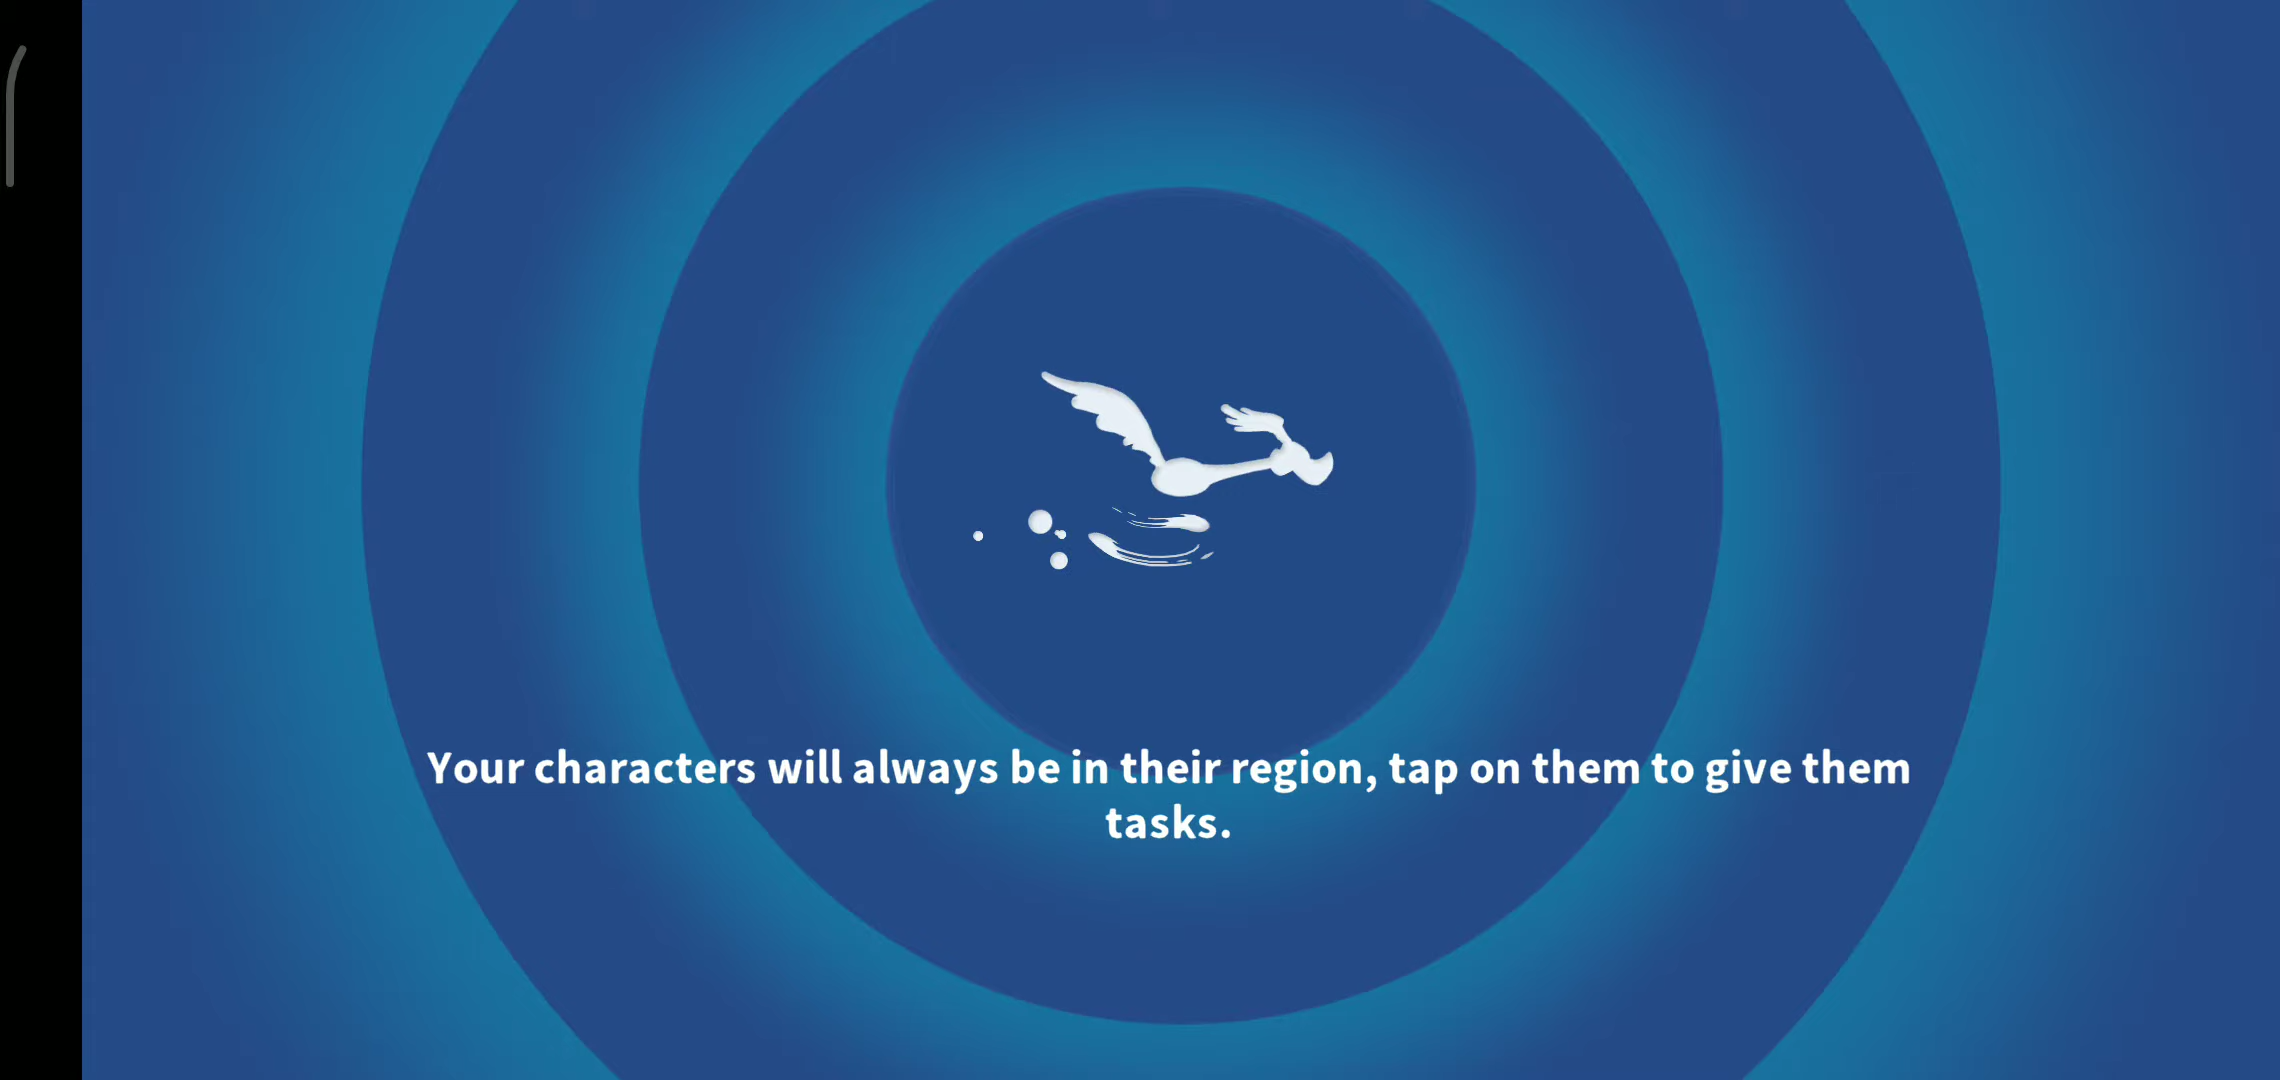 Your characters will always be in their region, tap on them to give them
tasks.